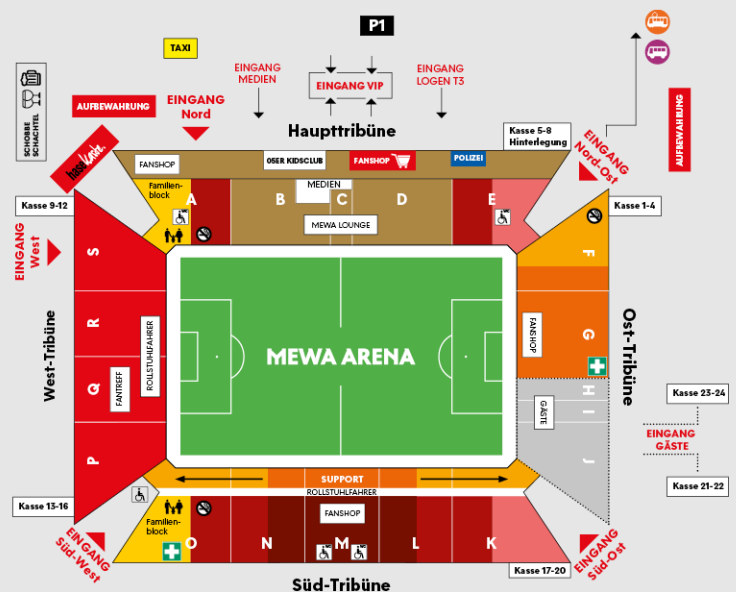 P1
TAXI
EINGANG
MEDIEN
EINGANG VIP
EINGANG
LOGEN T3
SCHOBBE
SCHACHTEL
AUFBEWAHRUNG
EINGANG
Nord
Haupttribüne
Kasse 5-8
Hinterlegung
EINGANG
Nord-Ost
AUFBEWAHRUNG
hasekaste.
FANSHOP
05ER KIDSCLUB
FANSHOP
POLIZEI
Familien-
block
A
B
MEDIEN
C
D
E
MEWA LOUNGE
Kasse 9-12
Kasse 1-4
EINGANG
West
S
F
West-Tribüne
R
ROLLSTUHLFAHRER
FANTREFF
Q
P
MEWA ARENA
FANSHOP
G
Ost-Tribüne
H
I
GÄSTE
J
Kasse 23-24
EINGANG
GÄSTE
Kasse 21-22
SUPPORT
ROLLSTUHLFAHRER
Kasse 13-16
EINGANG
Süd-West
Familien-
block
FANSHOP
O
N
M
L
K
Kasse 17-20
EINGANG
Süd-Ost
Süd-Tribüne